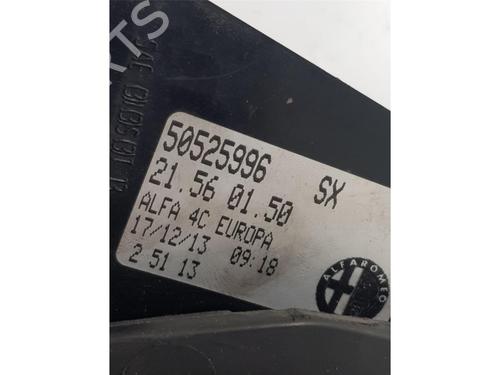 50525996
SX
21.56 01.50
ALFA 4C EUROPA
17/12/13 09:18
2 51 13
ALFA ROMEO